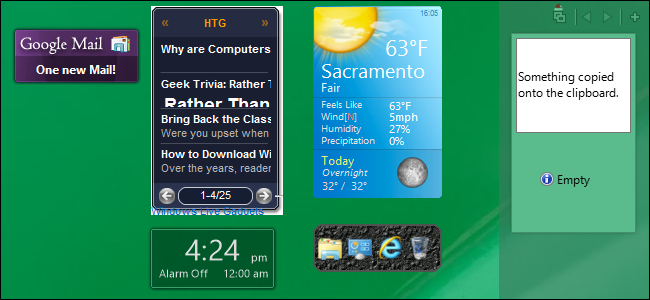 Google Mail
One new Mail!
« HTG »
Why are Computers
Geek Trivia: Rather T
Rather Than
Bring Back the Clas
Were you upset when
How to Download Wi
Over the years, reader
1-4/25
Windows Live Gadgets
4:24 pm
Alarm Off 12:00 am
16:05
63°F
Sacramento
Fair
Feels Like 63°F
Wind[N] 5mph
Humidity 27%
Precipitation 0%
Today
Overnight
32° / 32°
Something copied
onto the clipboard.
Empty